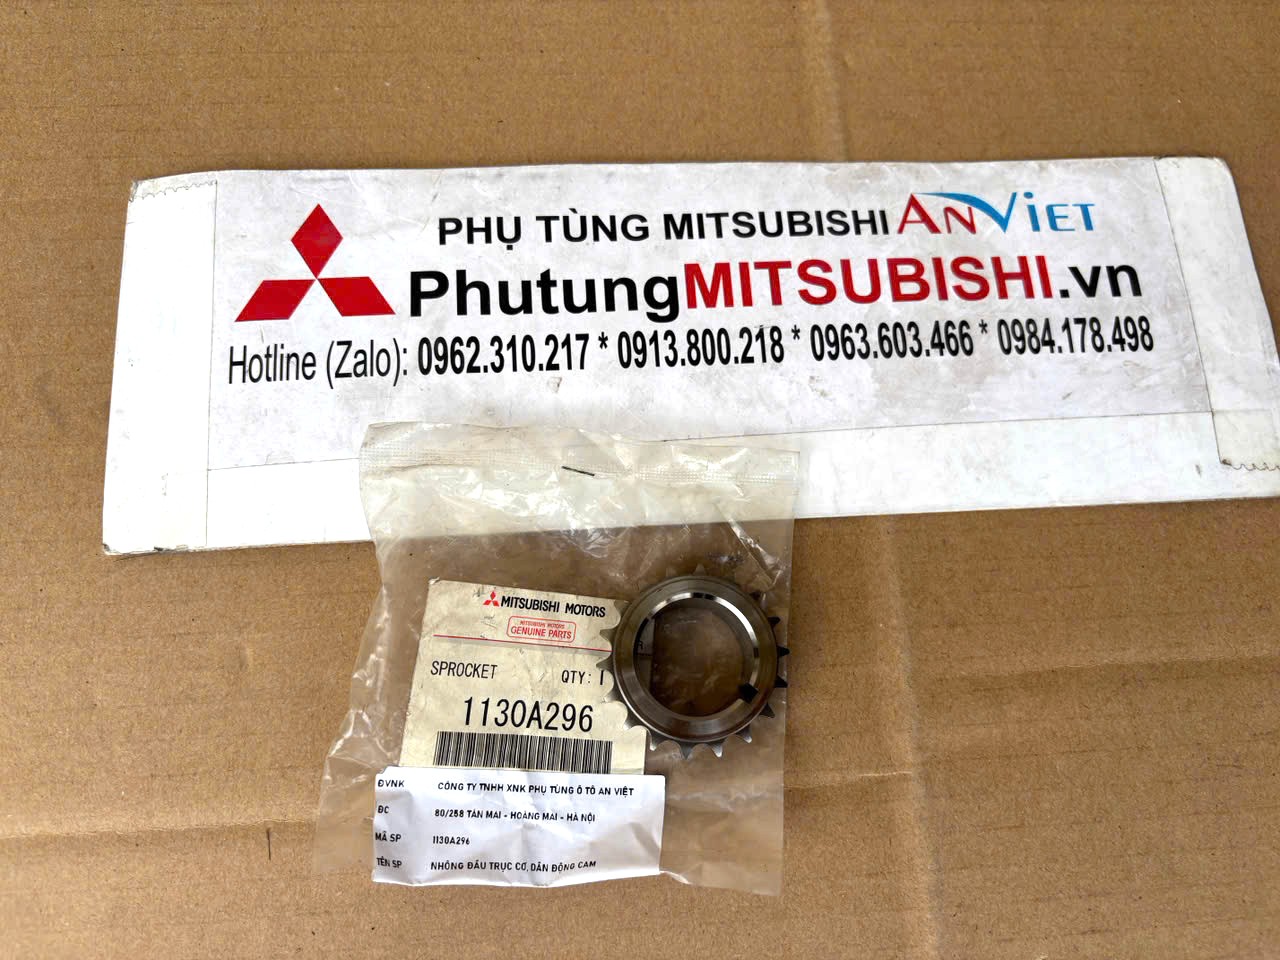 PHỤ TÙNG MITSUBISHI ANVIET
PhutungMITSUBISHI.vn
Hotline (Zalo): 0962.310.217 * 0913.800.218 * 0963.603.466 * 0984.178.498
MITSUBISHI MOTORS
MITSUBISHI MOTORS
GENUINE PARTS
SPROCKET QTY: 1
1130A296
ĐVNK CÔNG TY TNHH XNK PHỤ TÙNG Ô TÔ AN VIỆT
ĐC 80/258 TÂN MAI - HOÀNG MAI - HÀ NỘI
MÃ SP 1130A296
TÊN SP NHÔNG ĐẦU TRỤC CƠ, DẪN ĐỘNG CAM